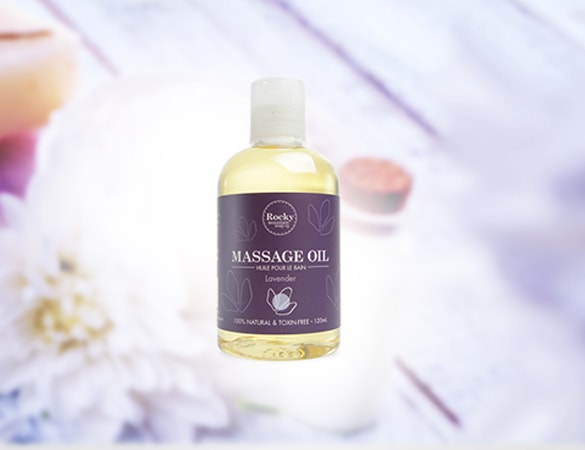 Rocky
MASSAGE OIL
HUILE POUR LE BAIN
Lavender
100% NATURAL & TOXIN-FREE - 120mL